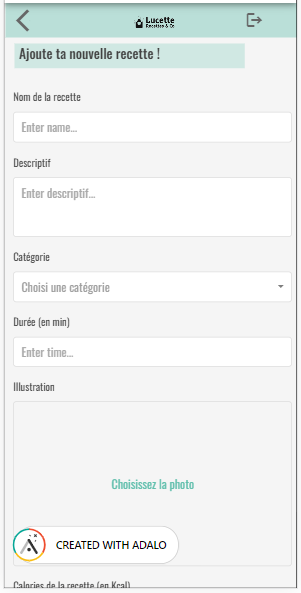 Lucette
Recettes & Co
Ajoute ta nouvelle recette !
Nom de la recette
Enter name...
Descriptif
Enter descriptif...
Catégorie
Choisi une catégorie
Durée (en min)
Enter time...
Illustration
Choisissez la photo
CREATED WITH ADALO
Calories de la recette (en Kcal)